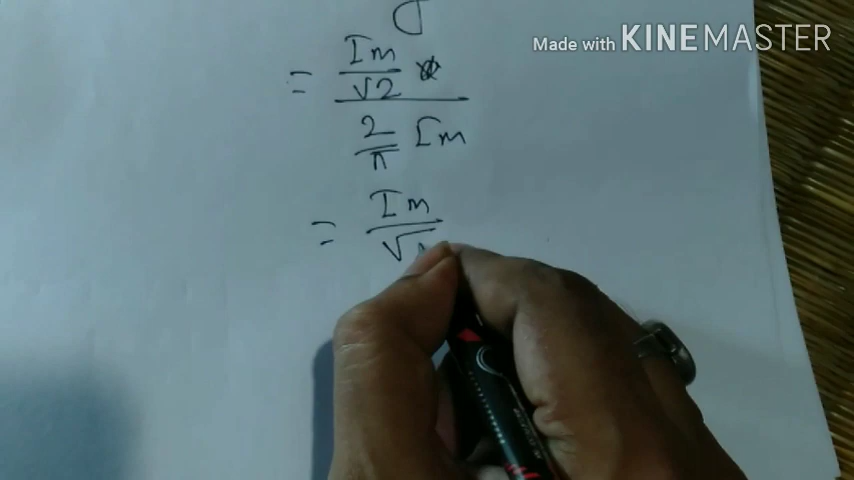 Made with KINEMASTER
= Im/√2
2/π Im
= Im/√